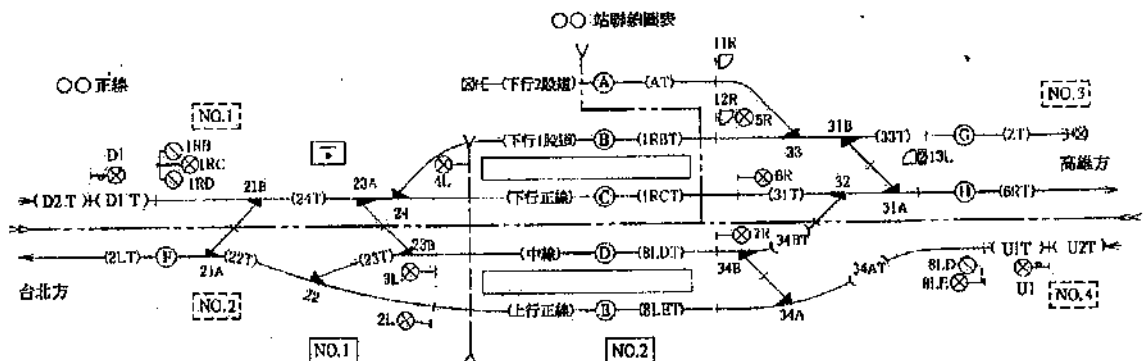 ○○ 站聯鎖圖表
○○正線
11R
(下行2股道) A (AT)
NO.1
NO.3
12R
5R
1RB
1RC
1RD
D1
31B
(下行1股道) B (1RBT)
33
(33T)
G
(2T)
13L
高雄方
4L
6R
21B
23A
(D2T) (D1T)
(24T)
24
(下行正線) C (1RCT)
(31T)
32
31A
H
(6RT)
7R
34BT
(2LT) F
21A
(22T)
(23T)
23B
(中線) D (8LDT)
34B
34AT
(U1T) U2T)
台北方
3L
8LD
8LE
U1
22
NO.2
2L
(上行正線) E (8LET)
34A
NO.4
NO.1
NO.2